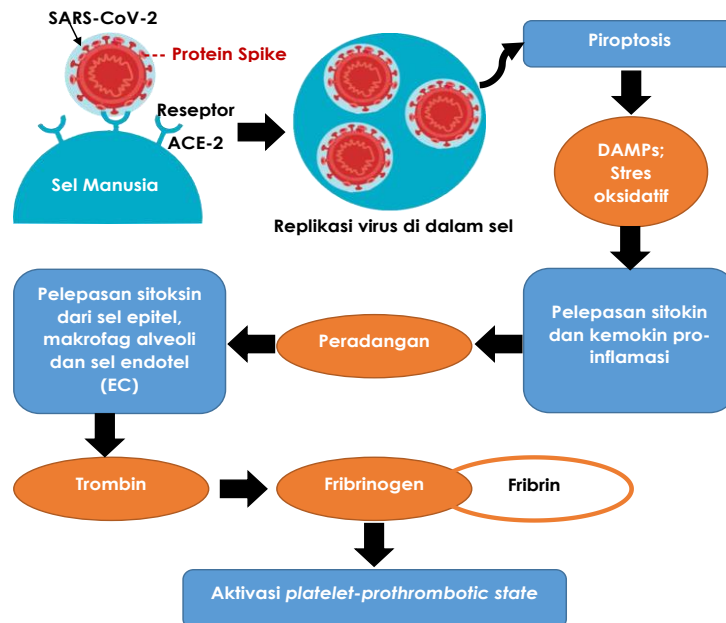 SARS-CoV-2
Protein Spike
Reseptor
ACE-2
Sel Manusia
Replikasi virus di dalam sel
Piroptosis
DAMPs;
Stres
oksidatif
Pelepasan sitokin
dan kemokin pro-
inflamasi
Peradangan
Pelepasan sitoksin
dari sel epitel,
makrofag alveoli
dan sel endotel
(EC)
Trombin
Fribrinogen
Fribrin
Aktivasi platelet-prothrombotic state